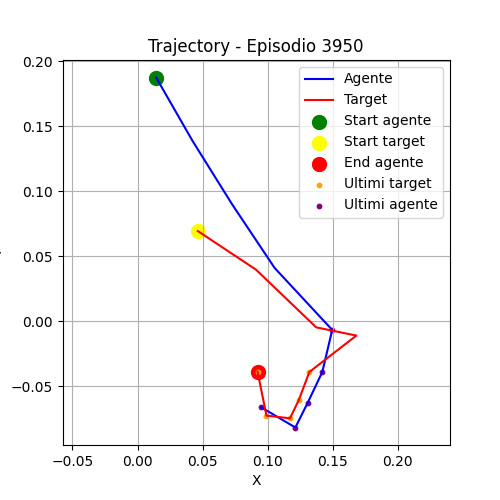 Trajectory - Episodio 3950
Agente
Target
Start agente
Start target
End agente
Ultimi target
Ultimi agente
0.20
0.15
0.10
0.05
0.00
−0.05
−0.05
0.00
0.05
0.10
0.15
0.20
X